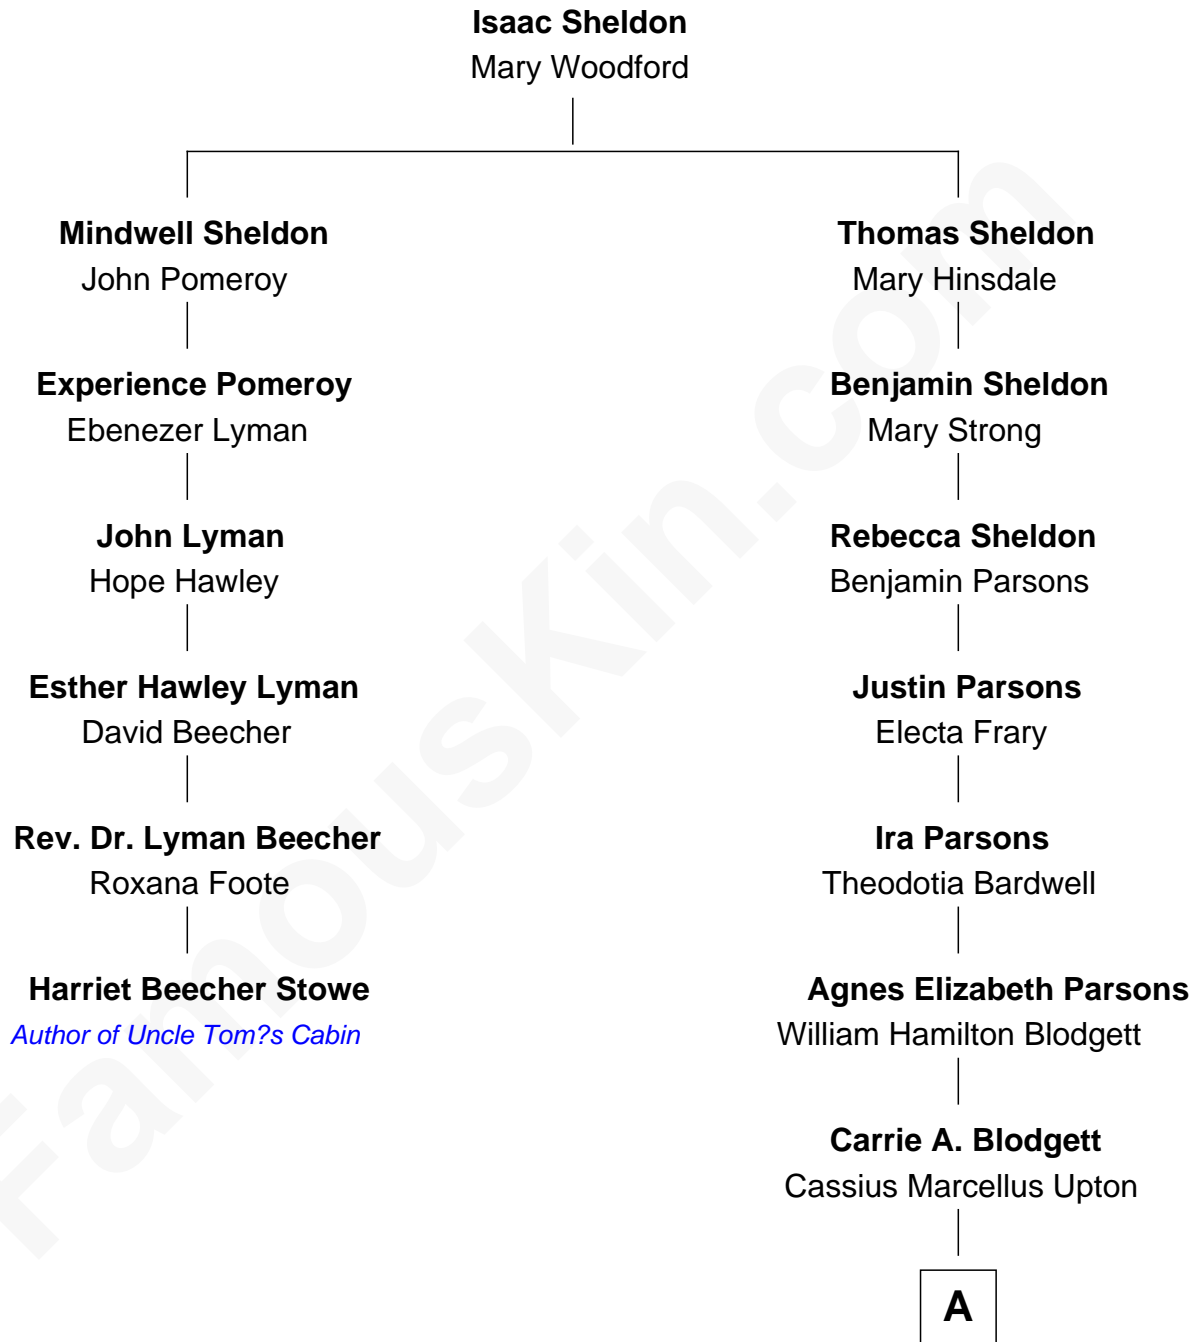 Isaac Sheldon
Mary Woodford
Mindwell Sheldon
John Pomeroy
Thomas Sheldon
Mary Hinsdale
Experience Pomeroy
Ebenezer Lyman
Benjamin Sheldon
Mary Strong
John Lyman
Hope Hawley
Rebecca Sheldon
Benjamin Parsons
Esther Hawley Lyman
David Beecher
Justin Parsons
Electa Frary
Rev. Dr. Lyman Beecher
Roxana Foote
Ira Parsons
Theodotia Bardwell
Harriet Beecher Stowe
Author of Uncle Tom?s Cabin
Agnes Elizabeth Parsons
William Hamilton Blodgett
Carrie A. Blodgett
Cassius Marcellus Upton
A
FamousKin.com